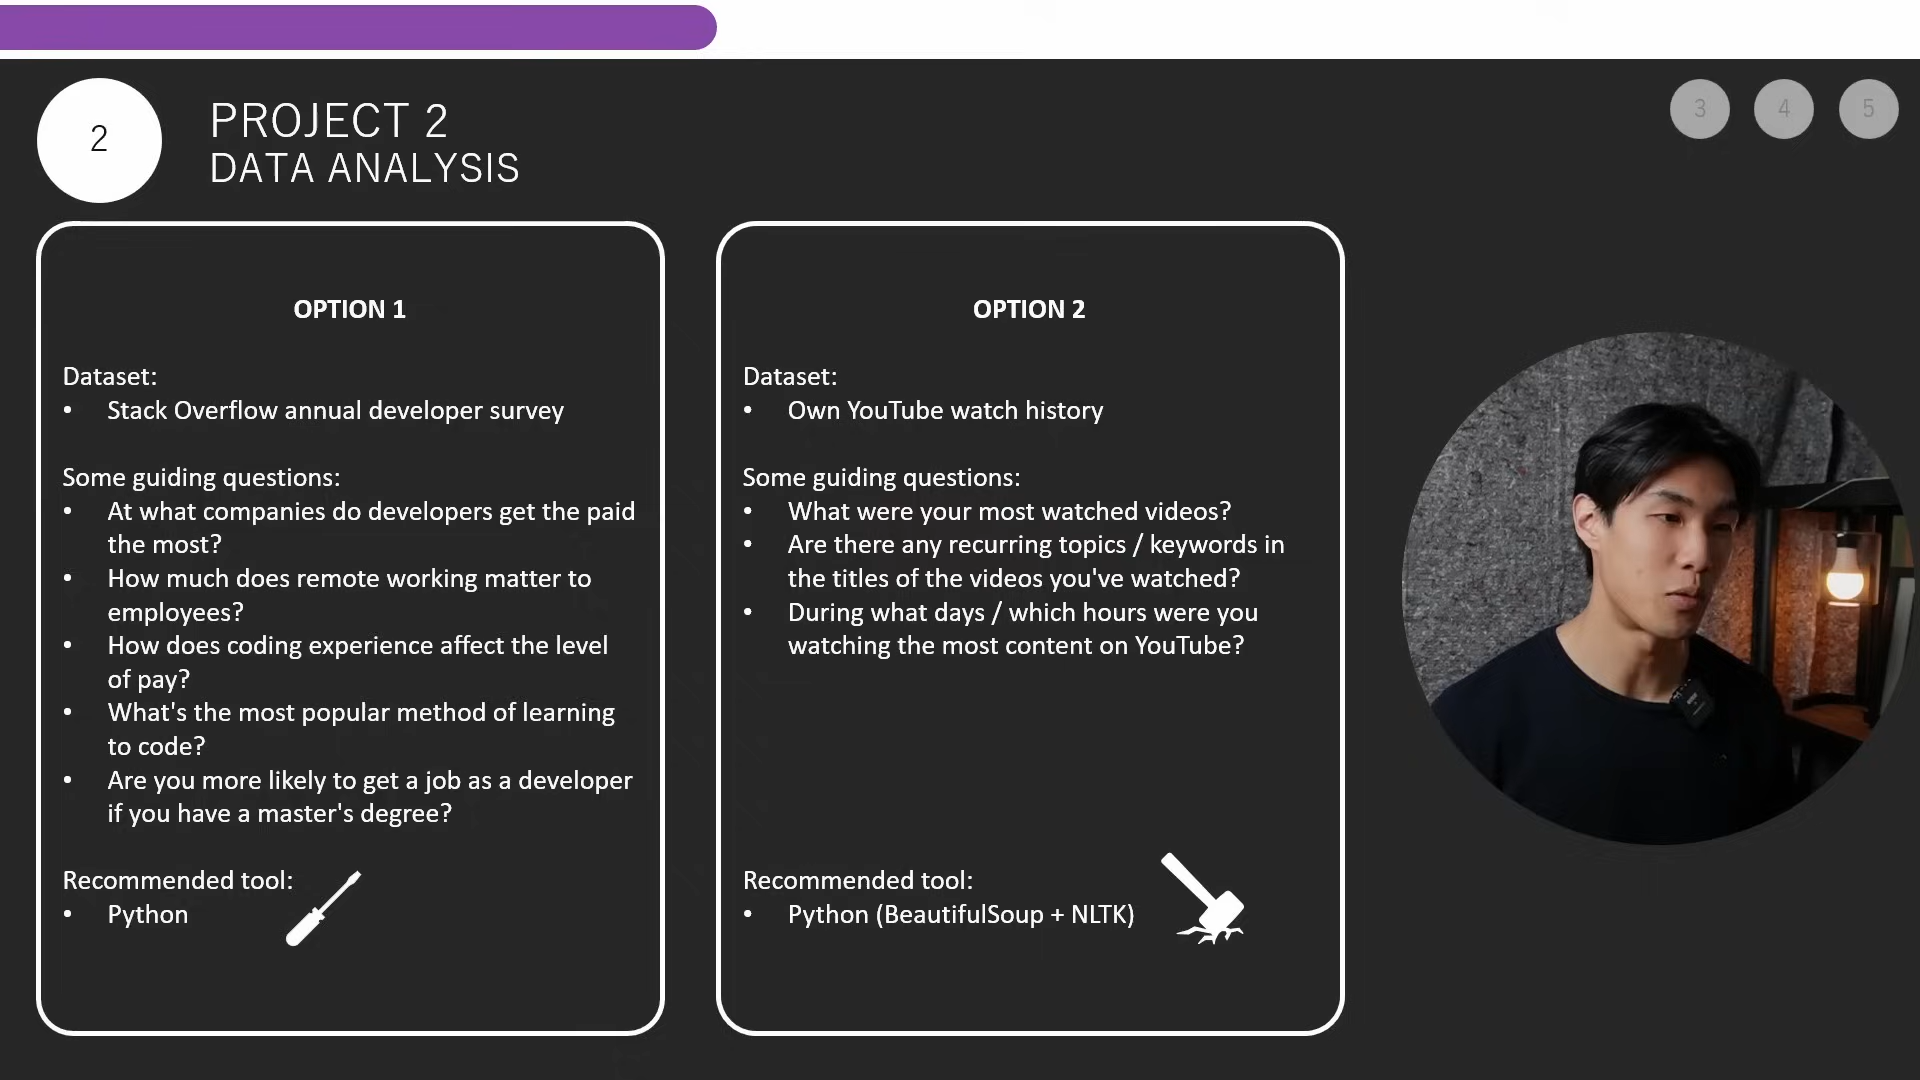 2
PROJECT 2
DATA ANALYSIS
3
4
5
OPTION 1
Dataset:
• Stack Overflow annual developer survey
Some guiding questions:
• At what companies do developers get the paid
the most?
• How much does remote working matter to
employees?
• How does coding experience affect the level
of pay?
• What's the most popular method of learning
to code?
• Are you more likely to get a job as a developer
if you have a master's degree?
Recommended tool:
• Python
OPTION 2
Dataset:
• Own YouTube watch history
Some guiding questions:
• What were your most watched videos?
• Are there any recurring topics / keywords in
the titles of the videos you've watched?
• During what days / which hours were you
watching the most content on YouTube?
Recommended tool:
• Python (BeautifulSoup + NLTK)